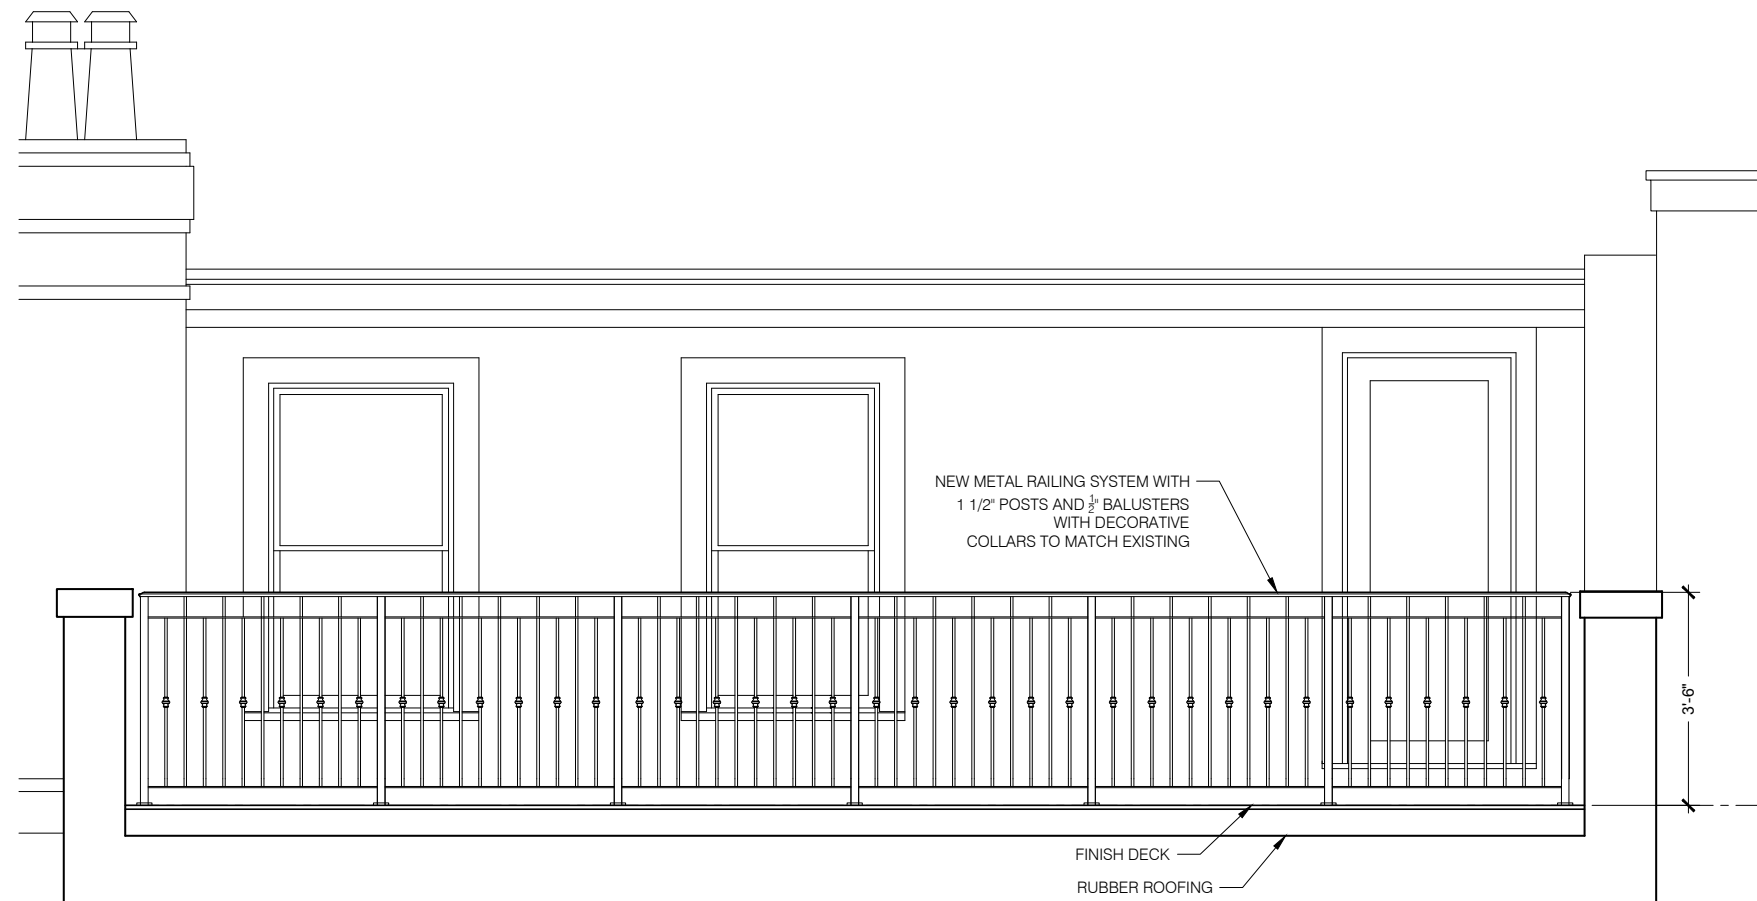 NEW METAL RAILING SYSTEM WITH
1 1/2" POSTS AND ½" BALUSTERS
WITH DECORATIVE
COLLARS TO MATCH EXISTING
3'-6"
FINISH DECK
RUBBER ROOFING